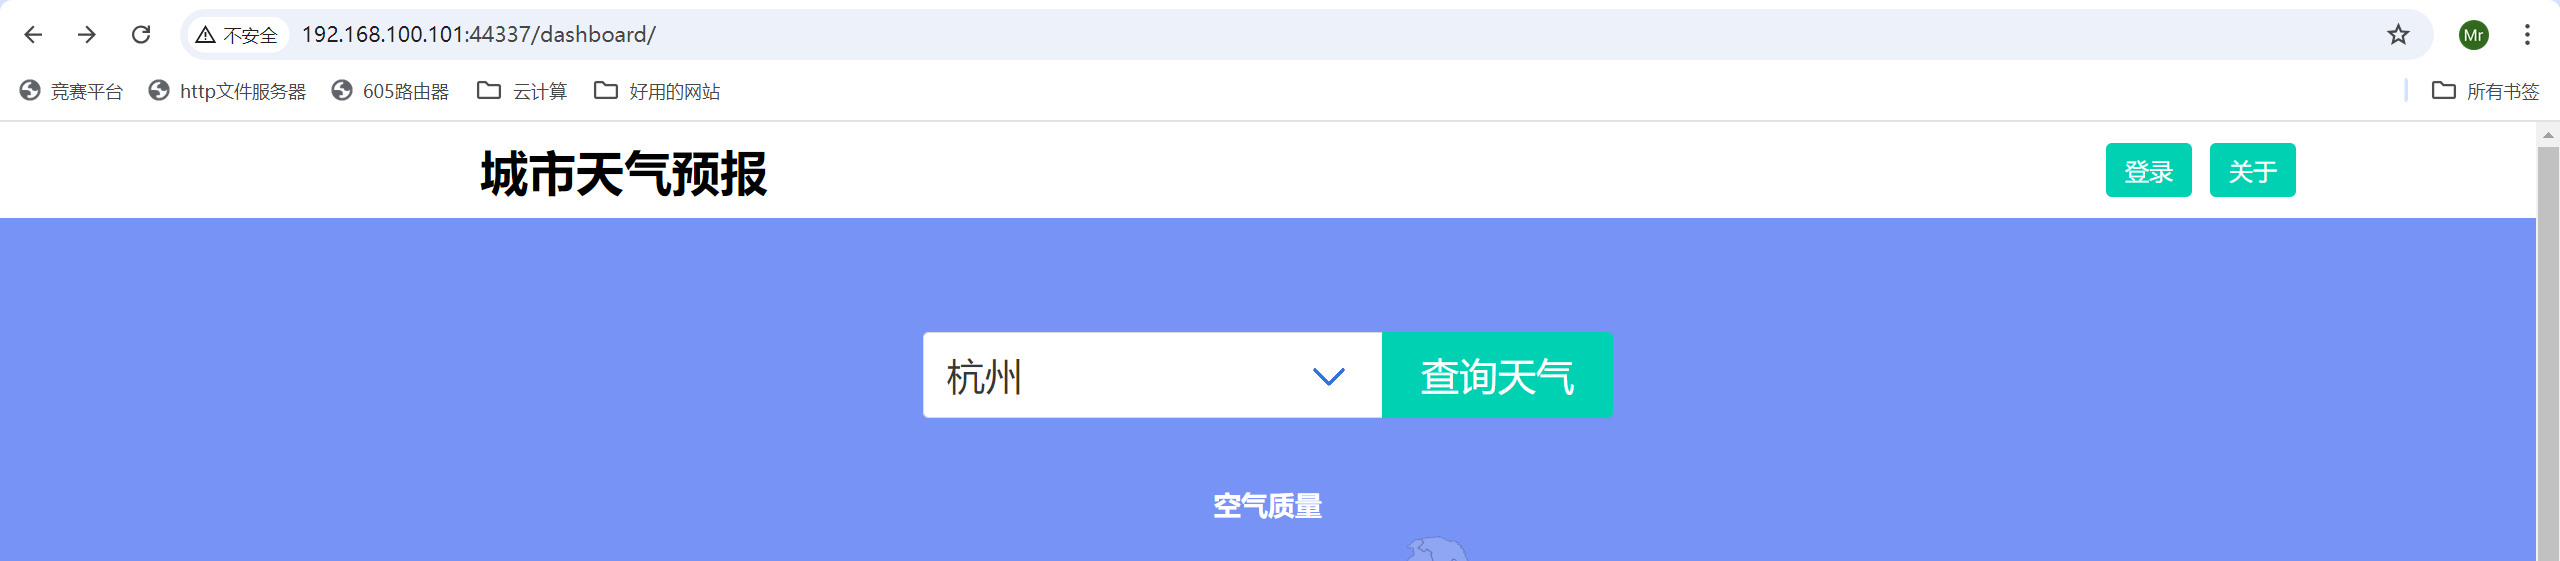 不安全 192.168.100.101:44337/dashboard/ Mr
竞赛平台 http文件服务器 605路由器 云计算 好用的网站 所有书签
城市天气预报 登录 关于
杭州 查询天气
空气质量